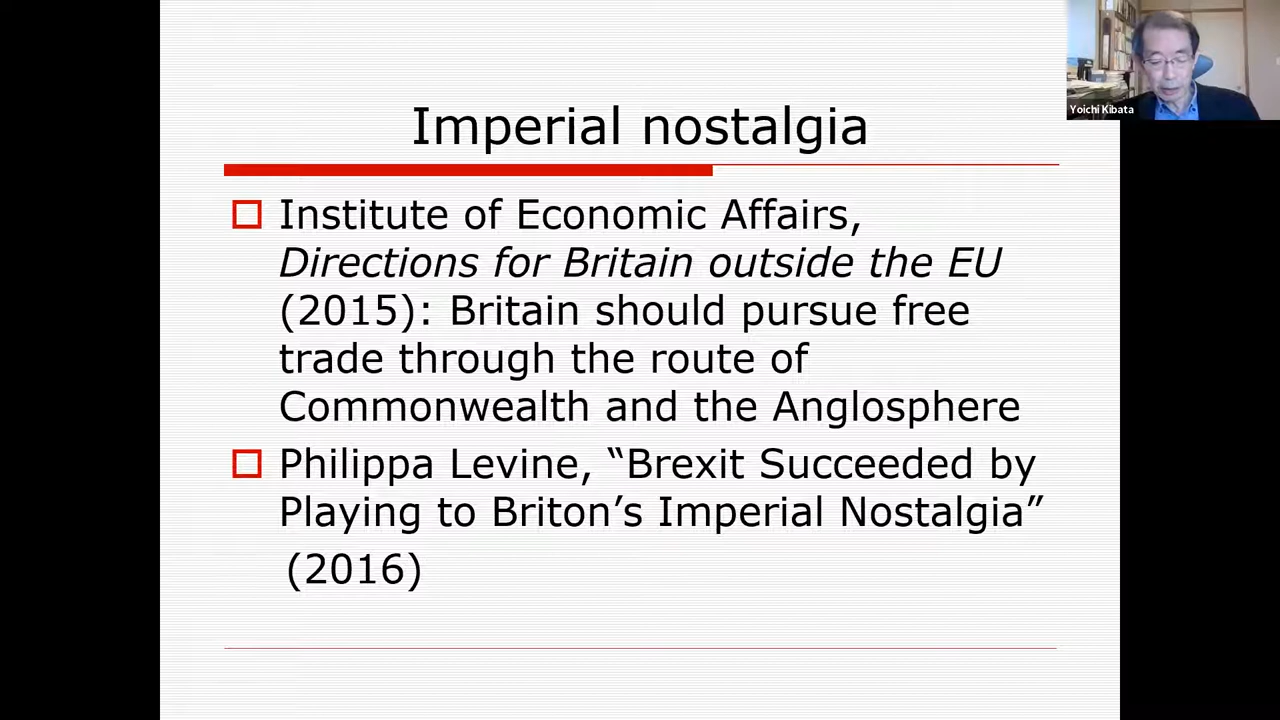 Imperial nostalgia
Yoichi Kibata
Institute of Economic Affairs,
Directions for Britain outside the EU
(2015): Britain should pursue free
trade through the route of
Commonwealth and the Anglosphere
Philippa Levine, “Brexit Succeeded by
Playing to Briton’s Imperial Nostalgia”
(2016)